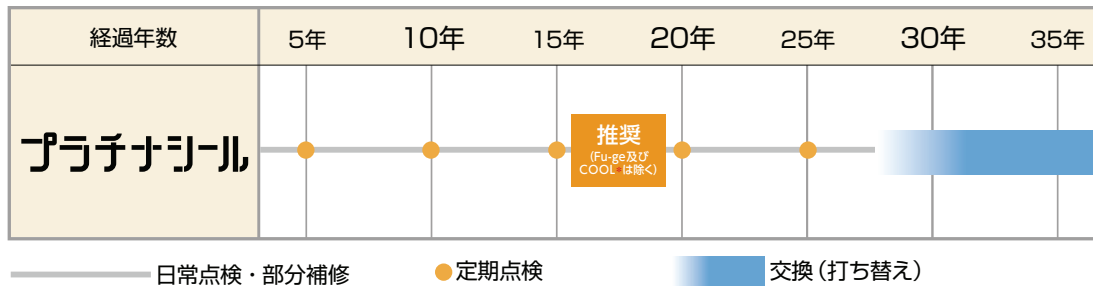 経過年数 5年 10年 15年 20年 25年 30年 35年
プラチナシール
推奨
(Fu-ge及び
COOL*は除く)
日常点検・部分補修 定期点検 交換(打ち替え)